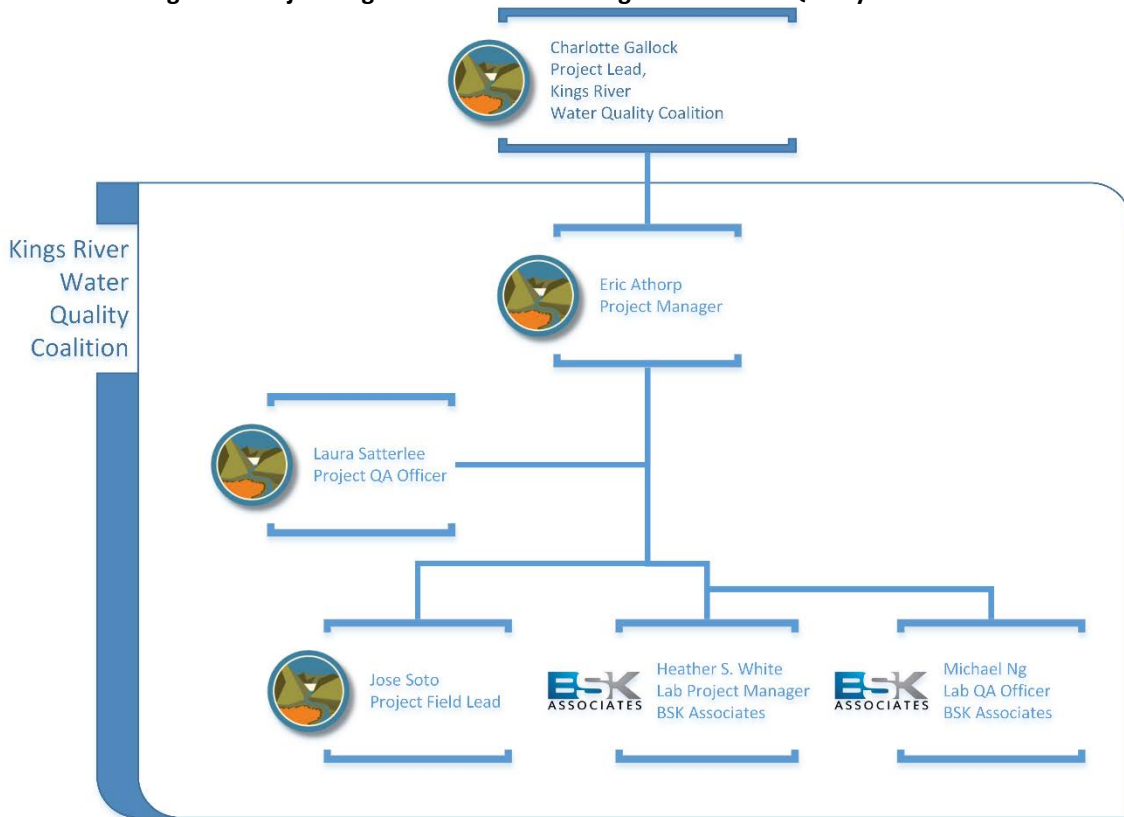 Charlotte Gallock
Project Lead,
Kings River
Water Quality Coalition
Kings River
Water
Quality
Coalition
Eric Athorp
Project Manager
Laura Satterlee
Project QA Officer
Jose Soto
Project Field Lead
BSK
ASSOCIATES
Heather S. White
Lab Project Manager
BSK Associates
BSK
ASSOCIATES
Michael Ng
Lab QA Officer
BSK Associates